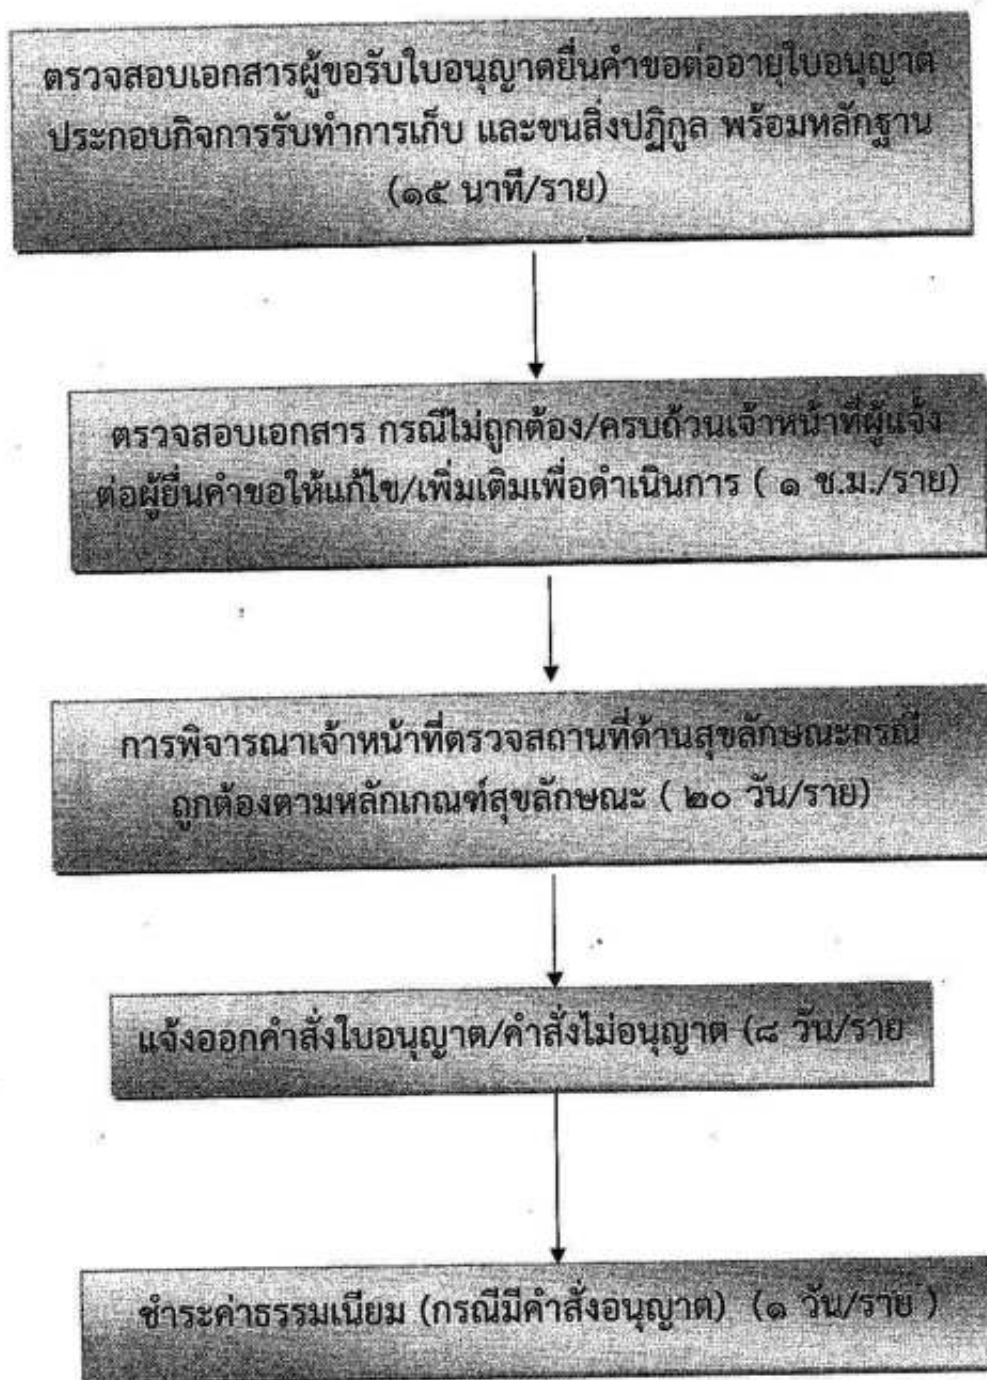 ตรวจสอบเอกสารผู้ขอรับใบอนุญาตยื่นคำขอต่ออายุใบอนุญาต
ประกอบกิจการรับทำการเก็บ และขนสิ่งปฏิกูล พร้อมหลักฐาน
(๑๕ นาที/ราย)
ตรวจสอบเอกสาร กรณีไม่ถูกต้อง/ครบถ้วนเจ้าหน้าที่ผู้แจ้ง
ต่อผู้ยื่นคำขอให้แก้ไข/เพิ่มเติมเพื่อดำเนินการ ( ๑ ช.ม./ราย)
การพิจารณาเจ้าหน้าที่ตรวจสถานที่ด้านสุขลักษณะกรณี
ถูกต้องตามหลักเกณฑ์สุขลักษณะ ( ๒๐ วัน/ราย)
แจ้งออกคำสั่งใบอนุญาต/คำสั่งไม่อนุญาต (๘ วัน/ราย
ชำระค่าธรรมเนียม (กรณีมีคำสั่งอนุญาต) (๑ วัน/ราย )